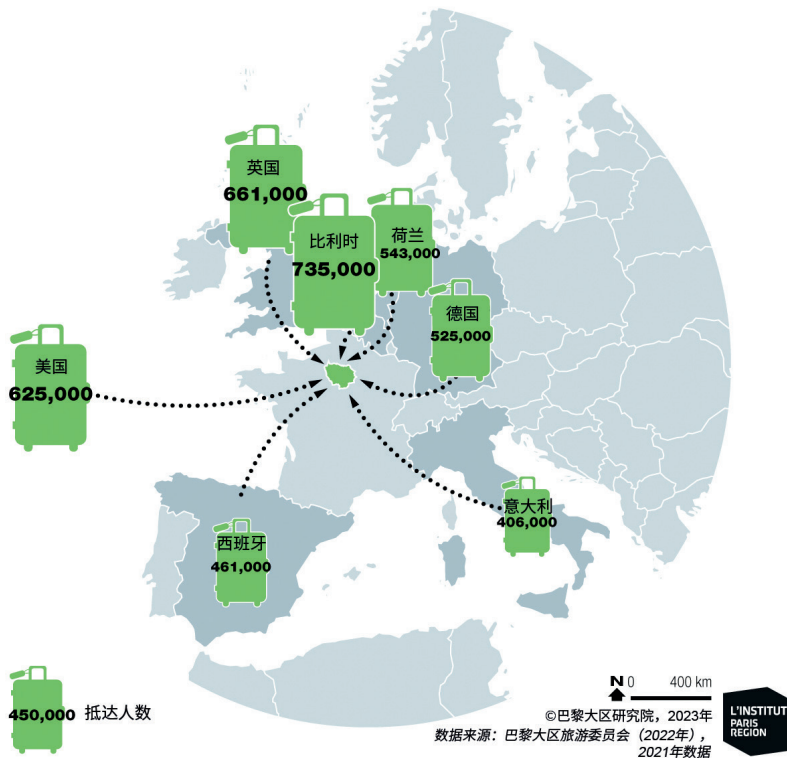 英国
661,000
比利时
735,000
荷兰
543,000
德国
525,000
美国
625,000
意大利
406,000
西班牙
461,000
450,000 抵达人数
N 0 400 km
©巴黎大区研究院，2023年
数据来源：巴黎大区旅游委员会（2022年），
2021年数据
L'INSTITUT
PARIS
REGION